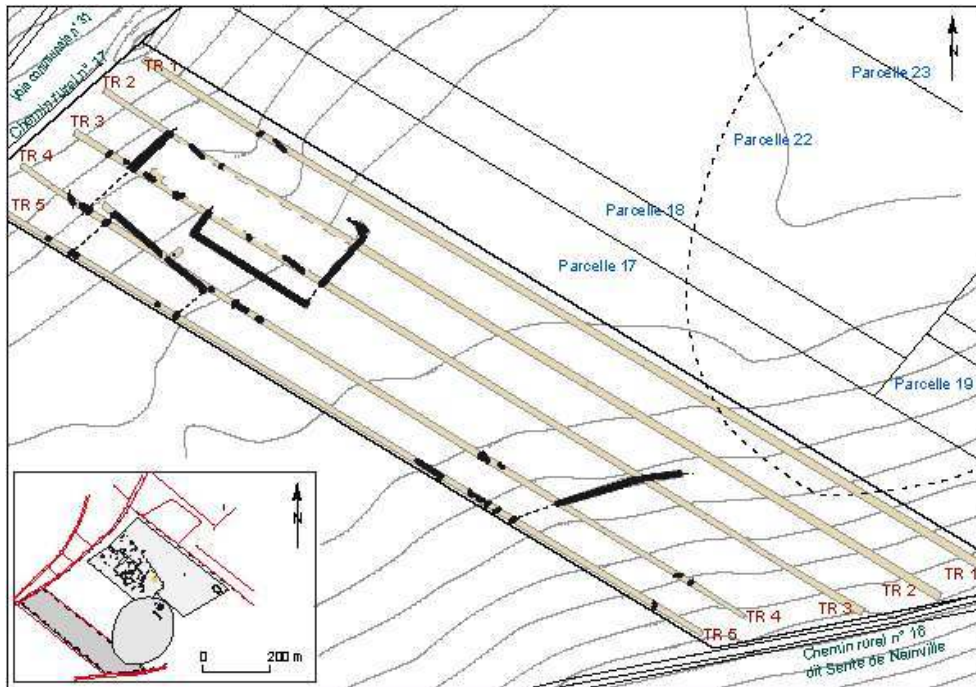 Voie communale n° 31
Chemin rural n° 17
TR 1
TR 2
TR 3
TR 4
TR 5
N
Parcelle 23
Parcelle 22
Parcelle 18
Parcelle 17
Parcelle 19
TR 1
TR 2
TR 3
TR 4
TR 5
Chemin rural n° 16
dit Sente de Nainville
N
0 200 m